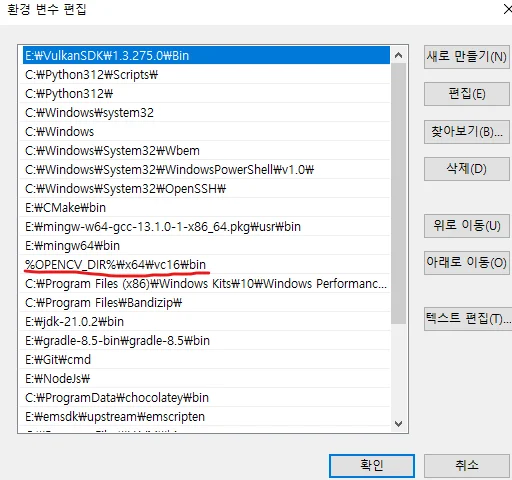 환경 변수 편집
E:₩VulkanSDK₩1.3.275.0₩Bin
C:₩Python312₩Scripts₩
C:₩Python312₩
C:₩Windows₩system32
C:₩Windows
C:₩Windows₩System32₩Wbem
C:₩Windows₩System32₩WindowsPowerShell₩v1.0₩
C:₩Windows₩System32₩OpenSSH₩
E:₩CMake₩bin
E:₩mingw-w64-gcc-13.1.0-1-x86_64.pkg₩usr₩bin
E:₩mingw64₩bin
%OPENCV_DIR%₩x64₩vc16₩bin
C:₩Program Files (x86)₩Windows Kits₩10₩Windows Performanc...
C:₩Program Files₩Bandizip₩
E:₩jdk-21.0.2₩bin
E:₩gradle-8.5-bin₩gradle-8.5₩bin
E:₩Git₩cmd
E:₩NodeJs₩
C:₩ProgramData₩chocolatey₩bin
E:₩emsdk₩upstream₩emscripten
새로 만들기(N)
편집(E)
찾아보기(B)...
삭제(D)
위로 이동(U)
아래로 이동(O)
텍스트 편집(T)...
확인
취소